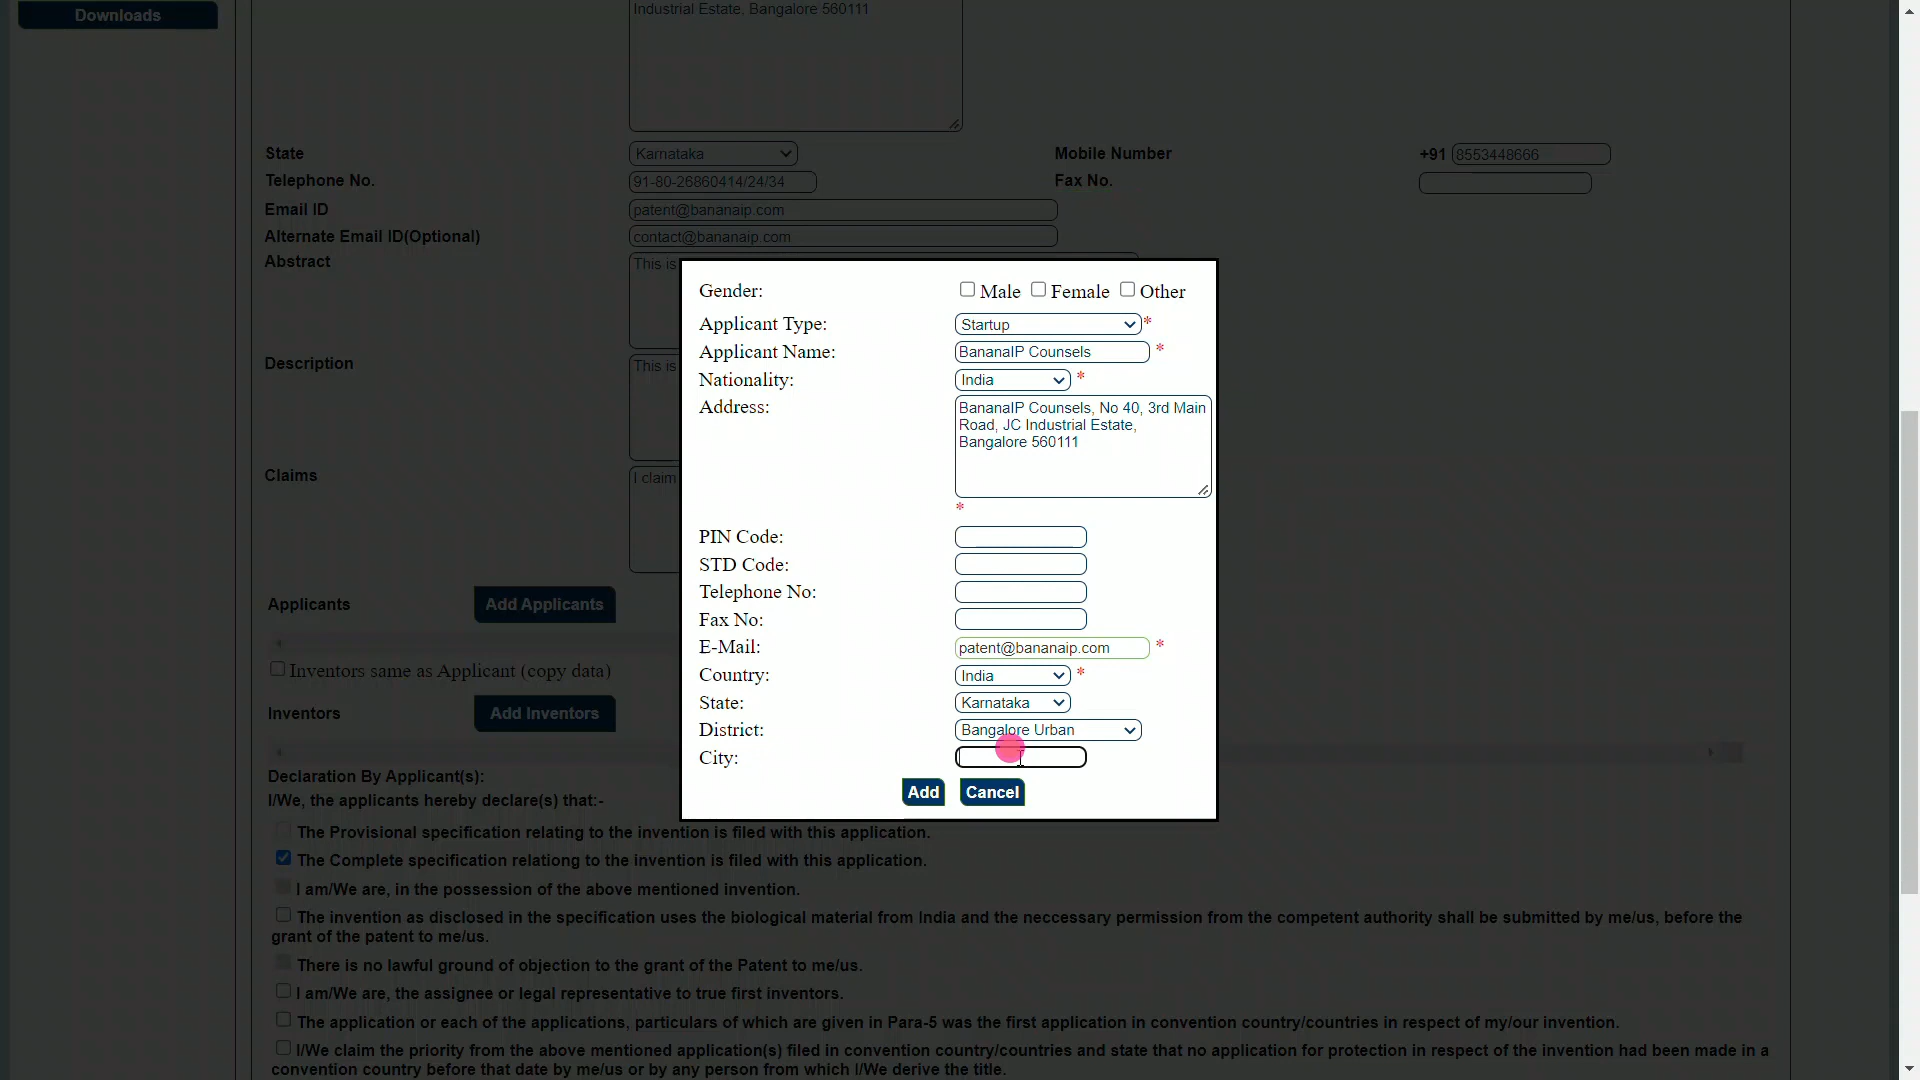 Downloads
Industrial Estate, Bangalore 560111
State Karnataka Mobile Number +91 8553448666
Telephone No. 91-80-26860414/24/34 Fax No.
Email ID patent@bananaip.com
Alternate Email ID(Optional) contact@bananaip.com
Abstract This is
Description This is
Claims I claim
Applicants Add Applicants
Inventors same as Applicant (copy data)
Inventors Add Inventors
Declaration By Applicant(s):
I/We, the applicants hereby declare(s) that:-
The Provisional specification relating to the invention is filed with this application.
The Complete specification relationg to the invention is filed with this application.
I am/We are, in the possession of the above mentioned invention.
The invention as disclosed in the specification uses the biological material from India and the neccessary permission from the competent authority shall be submitted by me/us, before the
grant of the patent to me/us.
There is no lawful ground of objection to the grant of the Patent to me/us.
I am/We are, the assignee or legal representative to true first inventors.
The application or each of the applications, particulars of which are given in Para-5 was the first application in convention country/countries in respect of my/our invention.
I/We claim the priority from the above mentioned application(s) filed in convention country/countries and state that no application for protection in respect of the invention had been made in a
convention country before that date by me/us or by any person from which I/We derive the title.
Gender: Male Female Other
Applicant Type: Startup *
Applicant Name: BananaIP Counsels *
Nationality: India *
Address: BananaIP Counsels, No 40, 3rd Main
Road, JC Industrial Estate,
Bangalore 560111
*
PIN Code:
STD Code:
Telephone No:
Fax No:
E-Mail: patent@bananaip.com *
Country: India *
State: Karnataka
District: Bangalore Urban
City:
Add Cancel